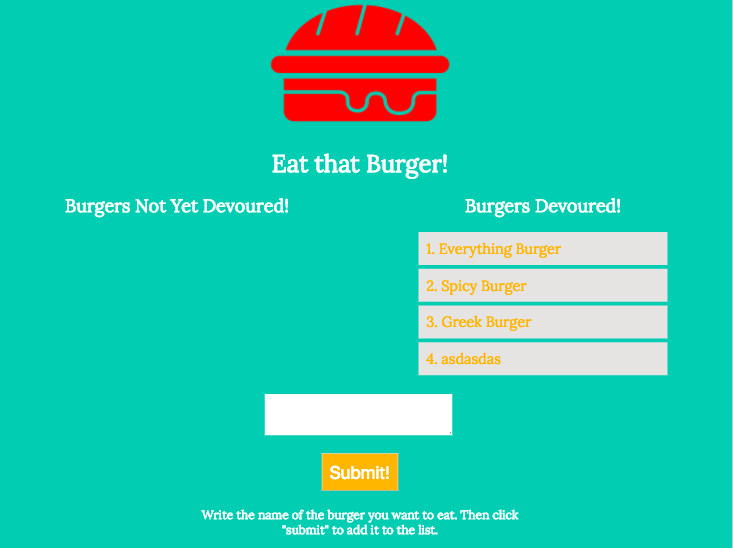 Eat that Burger!
Burgers Not Yet Devoured!
Burgers Devoured!
1. Everything Burger
2. Spicy Burger
3. Greek Burger
4. asdasdas
Submit!
Write the name of the burger you want to eat. Then click
"submit" to add it to the list.